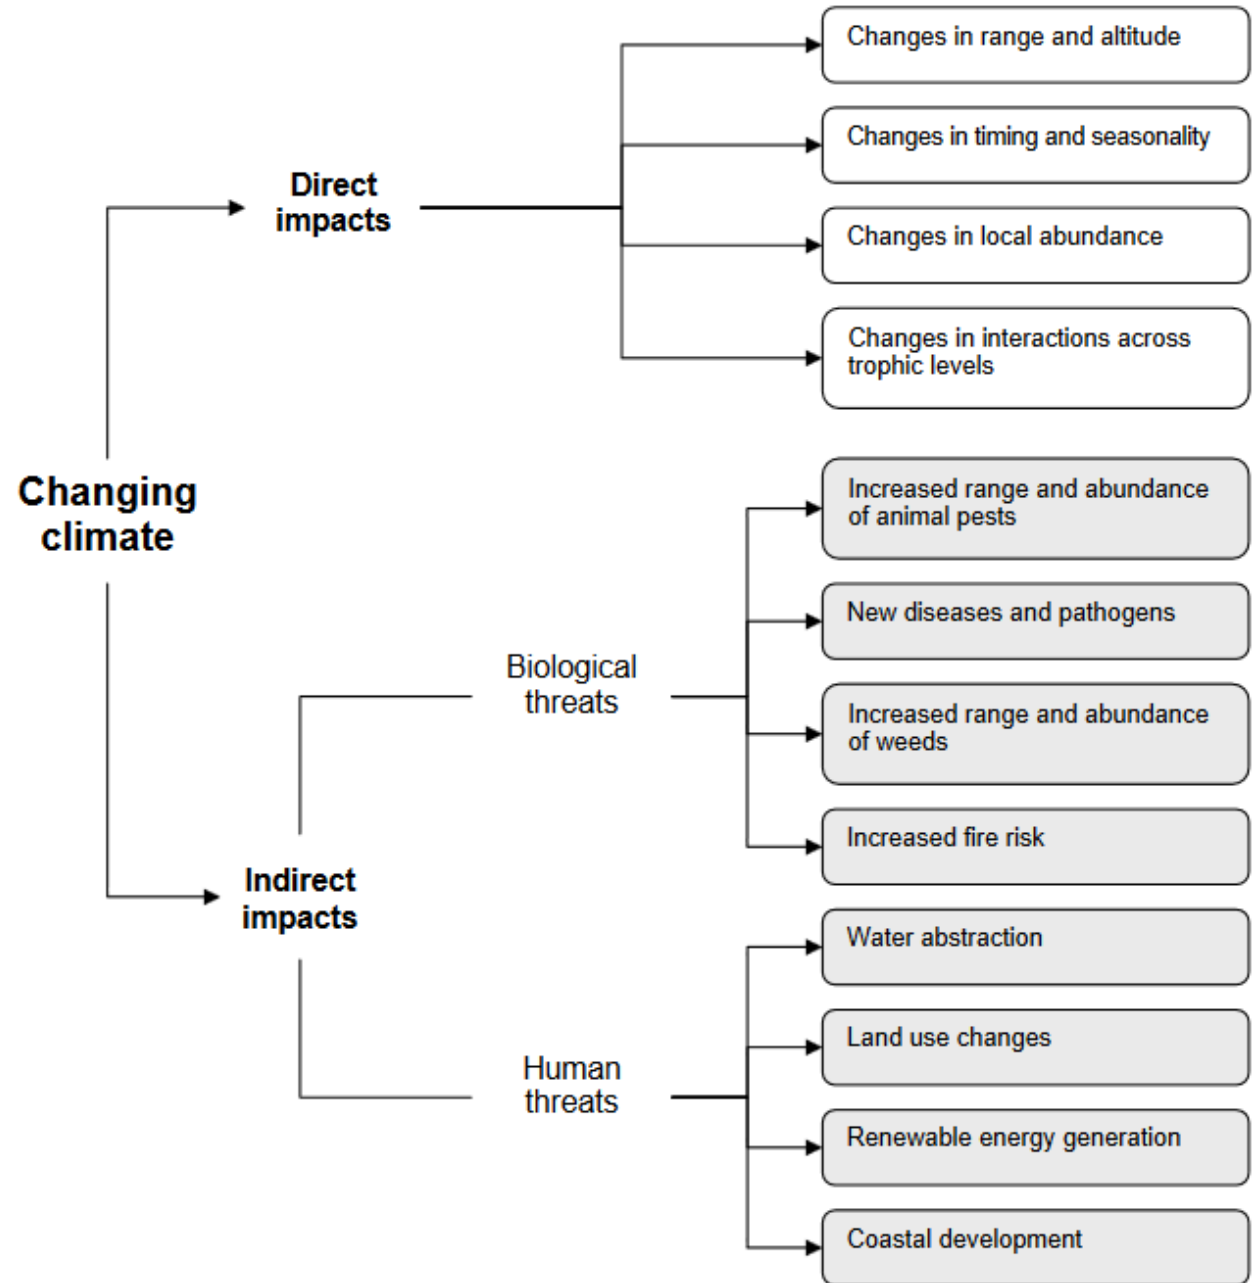 Changing
climate
Direct
impacts
Changes in range and altitude
Changes in timing and seasonality
Changes in local abundance
Changes in interactions across
trophic levels
Indirect
impacts
Biological
threats
Increased range and abundance
of animal pests
New diseases and pathogens
Increased range and abundance
of weeds
Increased fire risk
Human
threats
Water abstraction
Land use changes
Renewable energy generation
Coastal development